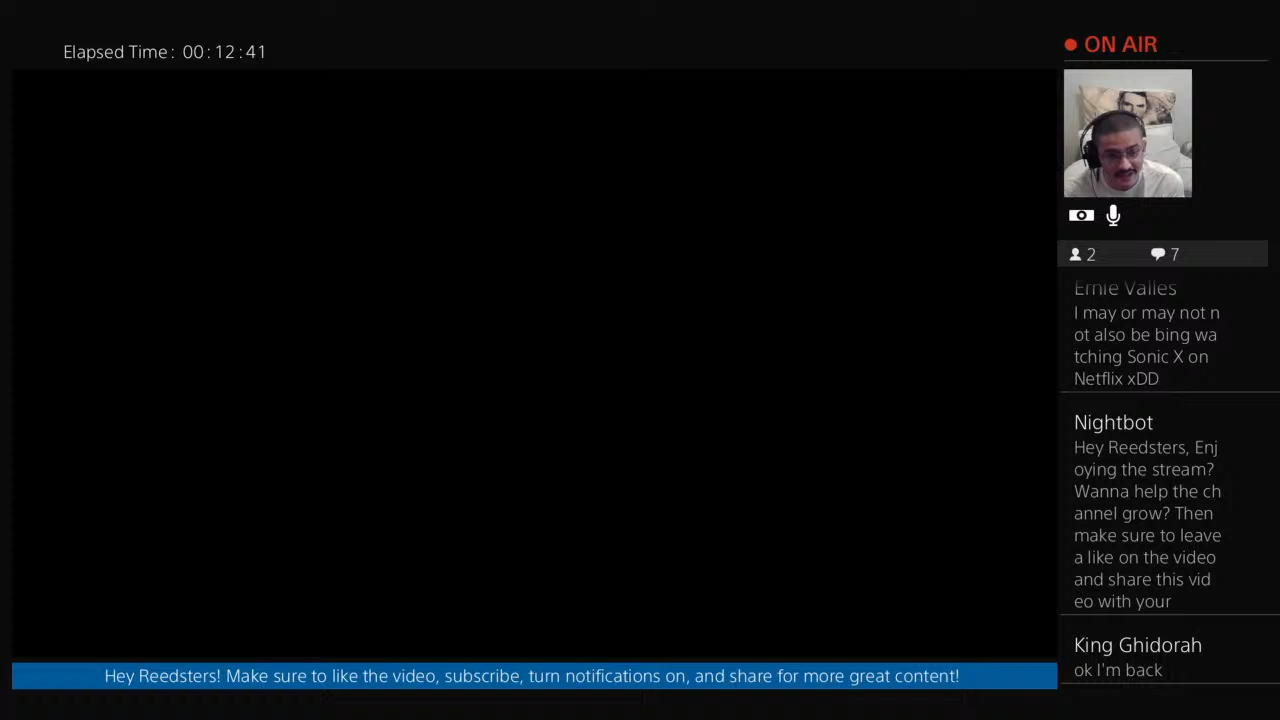 Elapsed Time: 00:12:41
ON AIR
2
7
Ernie Valles
I may or may not n
ot also be bing wa
tching Sonic X on
Netflix xDD
Nightbot
Hey Reedsters, Enj
oying the stream?
Wanna help the ch
annel grow? Then
make sure to leave
a like on the video
and share this vid
eo with your
King Ghidorah
ok I'm back
Hey Reedsters! Make sure to like the video, subscribe, turn notifications on, and share for more great content!